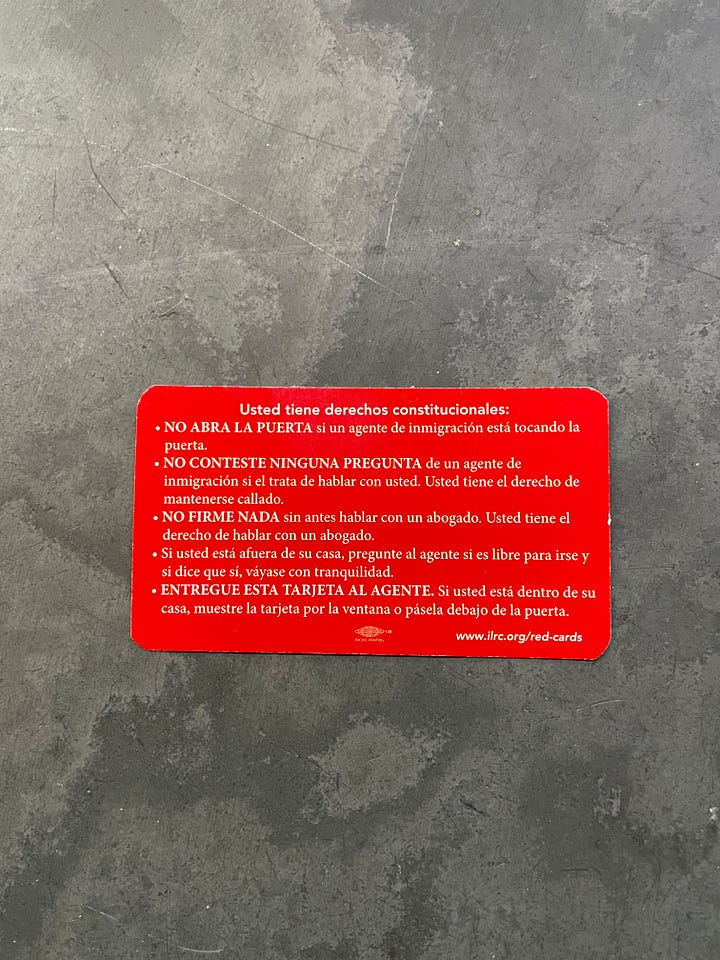 Usted tiene derechos constitucionales:
• NO ABRA LA PUERTA si un agente de inmigración está tocando la
puerta.
• NO CONTESTE NINGUNA PREGUNTA de un agente de
inmigración si el trata de hablar con usted. Usted tiene el derecho de
mantenerse callado.
• NO FIRME NADA sin antes hablar con un abogado. Usted tiene el
derecho de hablar con un abogado.
• Si usted está afuera de su casa, pregunte al agente si es libre para irse y
si dice que sí, váyase con tranquilidad.
• ENTREGUE ESTA TARJETA AL AGENTE. Si usted está dentro de su
casa, muestre la tarjeta por la ventana o pásela debajo de la puerta.
www.ilrc.org/red-cards